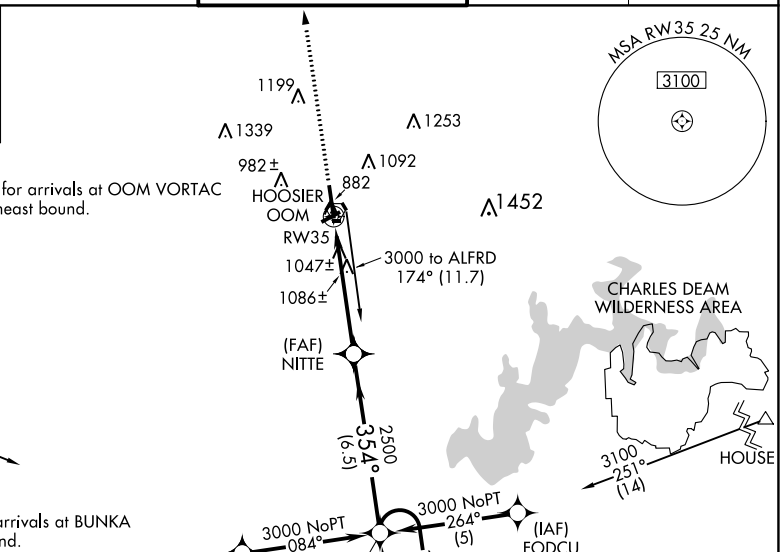 MSA RW35 25 NM
3100
1199
1339
1253
982±
1092
for arrivals at OOM VORTAC
heast bound.
HOOSIER
OOM
882
1452
RW35
1047±
3000 to ALFRD
174° (11.7)
1086±
CHARLES DEAM
WILDERNESS AREA
(FAF)
NITTE
2500
354°
(6.5)
3100
251°
(14)
HOUSE
arrivals at BUNKA
nd.
3000 NoPT
084°
3000 NoPT
264°
(5)
(IAF)